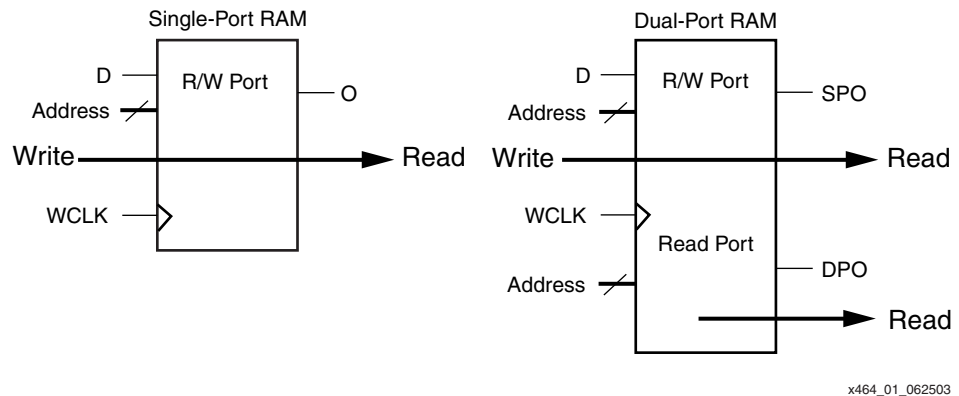 Single-Port RAM
D
R/W Port
O
Address
Write
Read
WCLK
Dual-Port RAM
D
R/W Port
SPO
Address
Write
Read
WCLK
Read Port
DPO
Address
Read
x464_01_062503